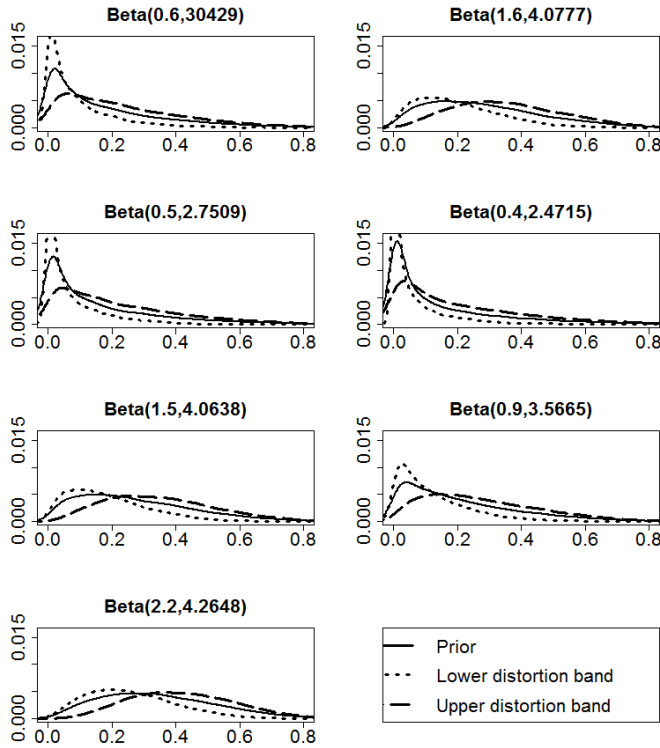 Beta(0.6,30429)
0.015
0.000
0.0 0.2 0.4 0.6 0.8
Beta(1.6,4.0777)
0.015
0.000
0.0 0.2 0.4 0.6 0.8
Beta(0.5,2.7509)
0.015
0.000
0.0 0.2 0.4 0.6 0.8
Beta(0.4,2.4715)
0.015
0.000
0.0 0.2 0.4 0.6 0.8
Beta(1.5,4.0638)
0.015
0.000
0.0 0.2 0.4 0.6 0.8
Beta(0.9,3.5665)
0.015
0.000
0.0 0.2 0.4 0.6 0.8
Beta(2.2,4.2648)
0.015
0.000
0.0 0.2 0.4 0.6 0.8
Prior
Lower distortion band
Upper distortion band